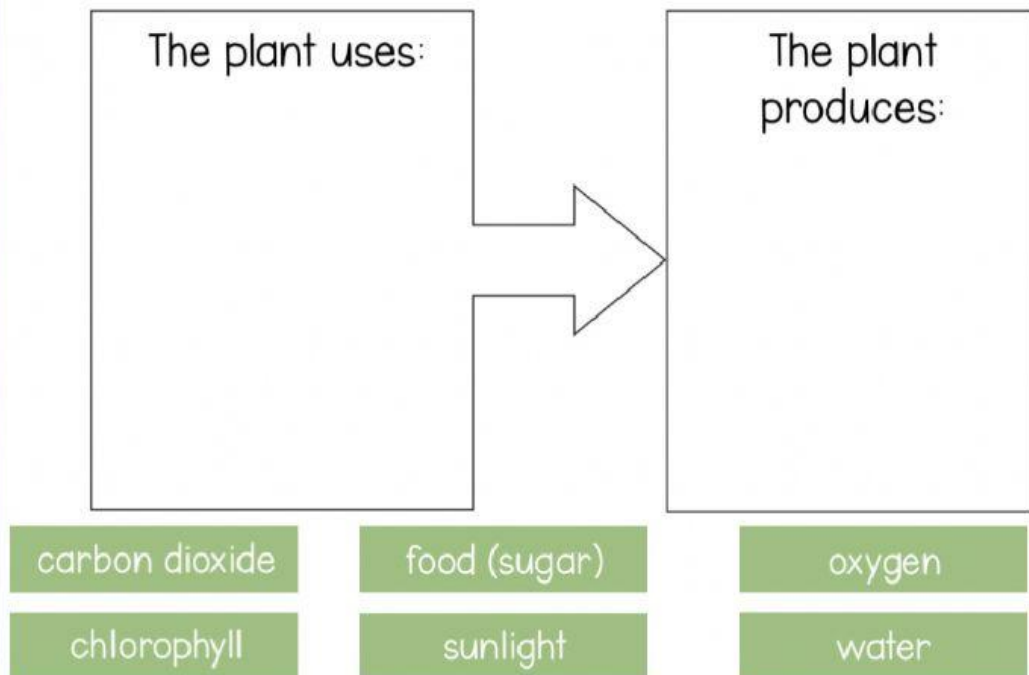 The plant uses:
The plant
produces:
carbon dioxide
food (sugar)
oxygen
chlorophyll
sunlight
water